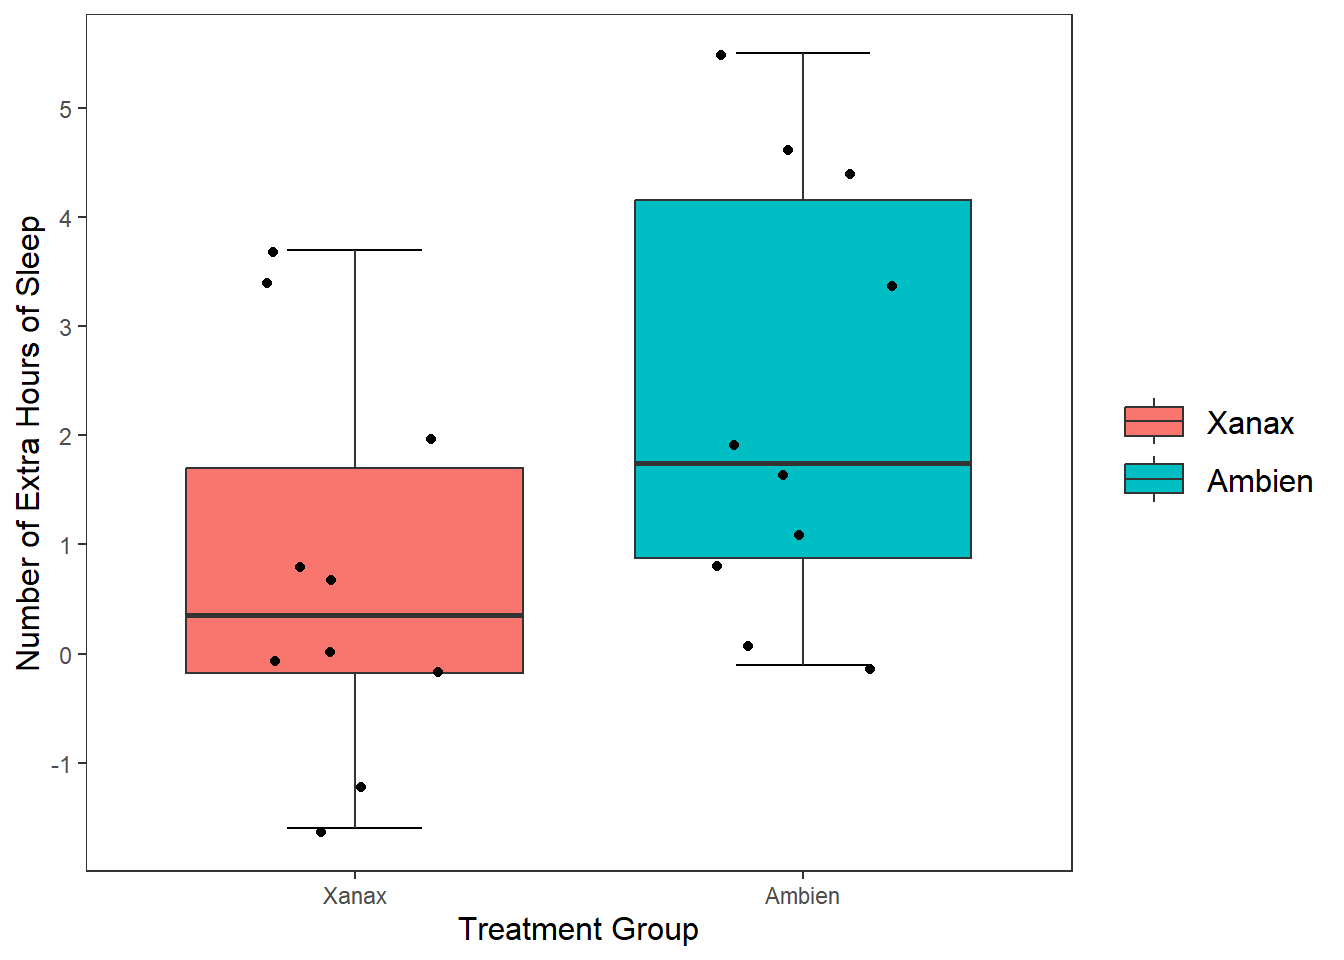 Number of Extra Hours of Sleep
5
4
3
2
1
0
-1
Xanax
Ambien
Treatment Group
Xanax
Ambien